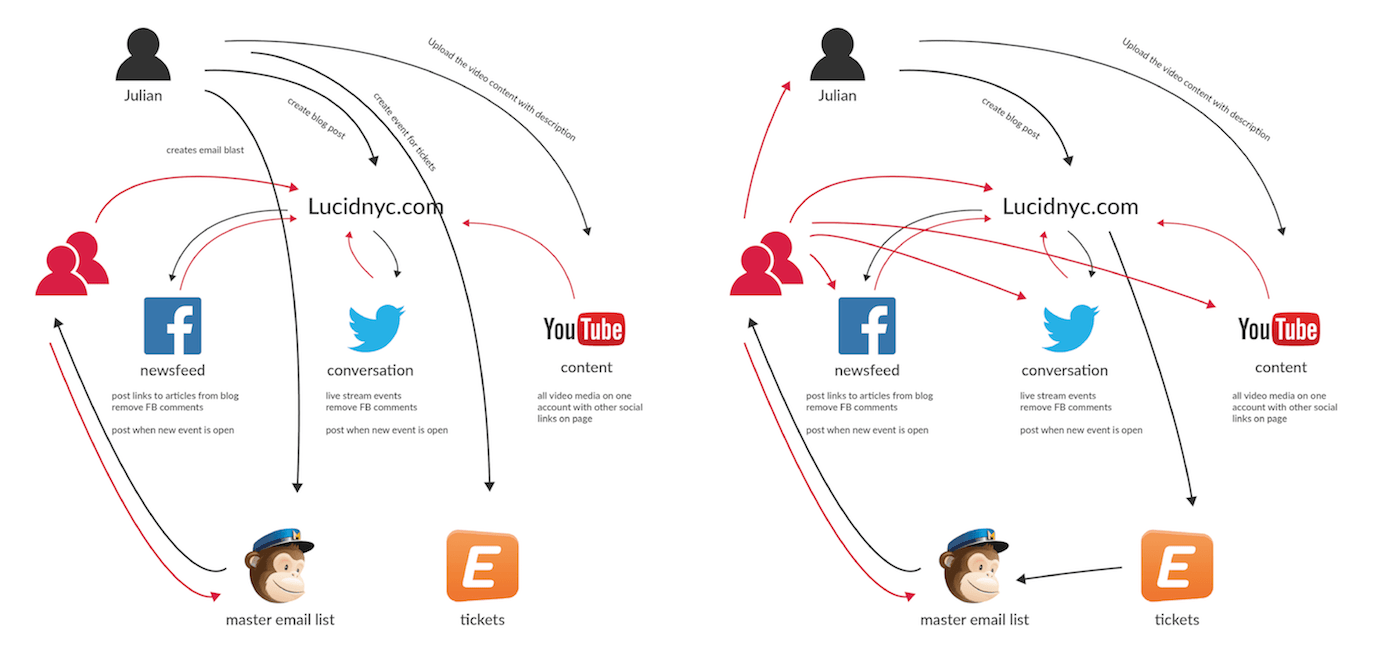 Julian
Upload the video content with description
create blog post
create event for tickets
creates email blast
Lucidnyc.com
f
You Tube
newsfeed
conversation
content
post links to articles from blog
remove FB comments
post when new event is open
live stream events
remove FB comments
post when new event is open
all video media on one
account with other social
links on page
E
master email list
tickets
Julian
Upload the video content with description
create blog post
Lucidnyc.com
f
You Tube
newsfeed
conversation
content
post links to articles from blog
remove FB comments
post when new event is open
live stream events
remove FB comments
post when new event is open
all video media on one
account with other social
links on page
E
master email list
tickets